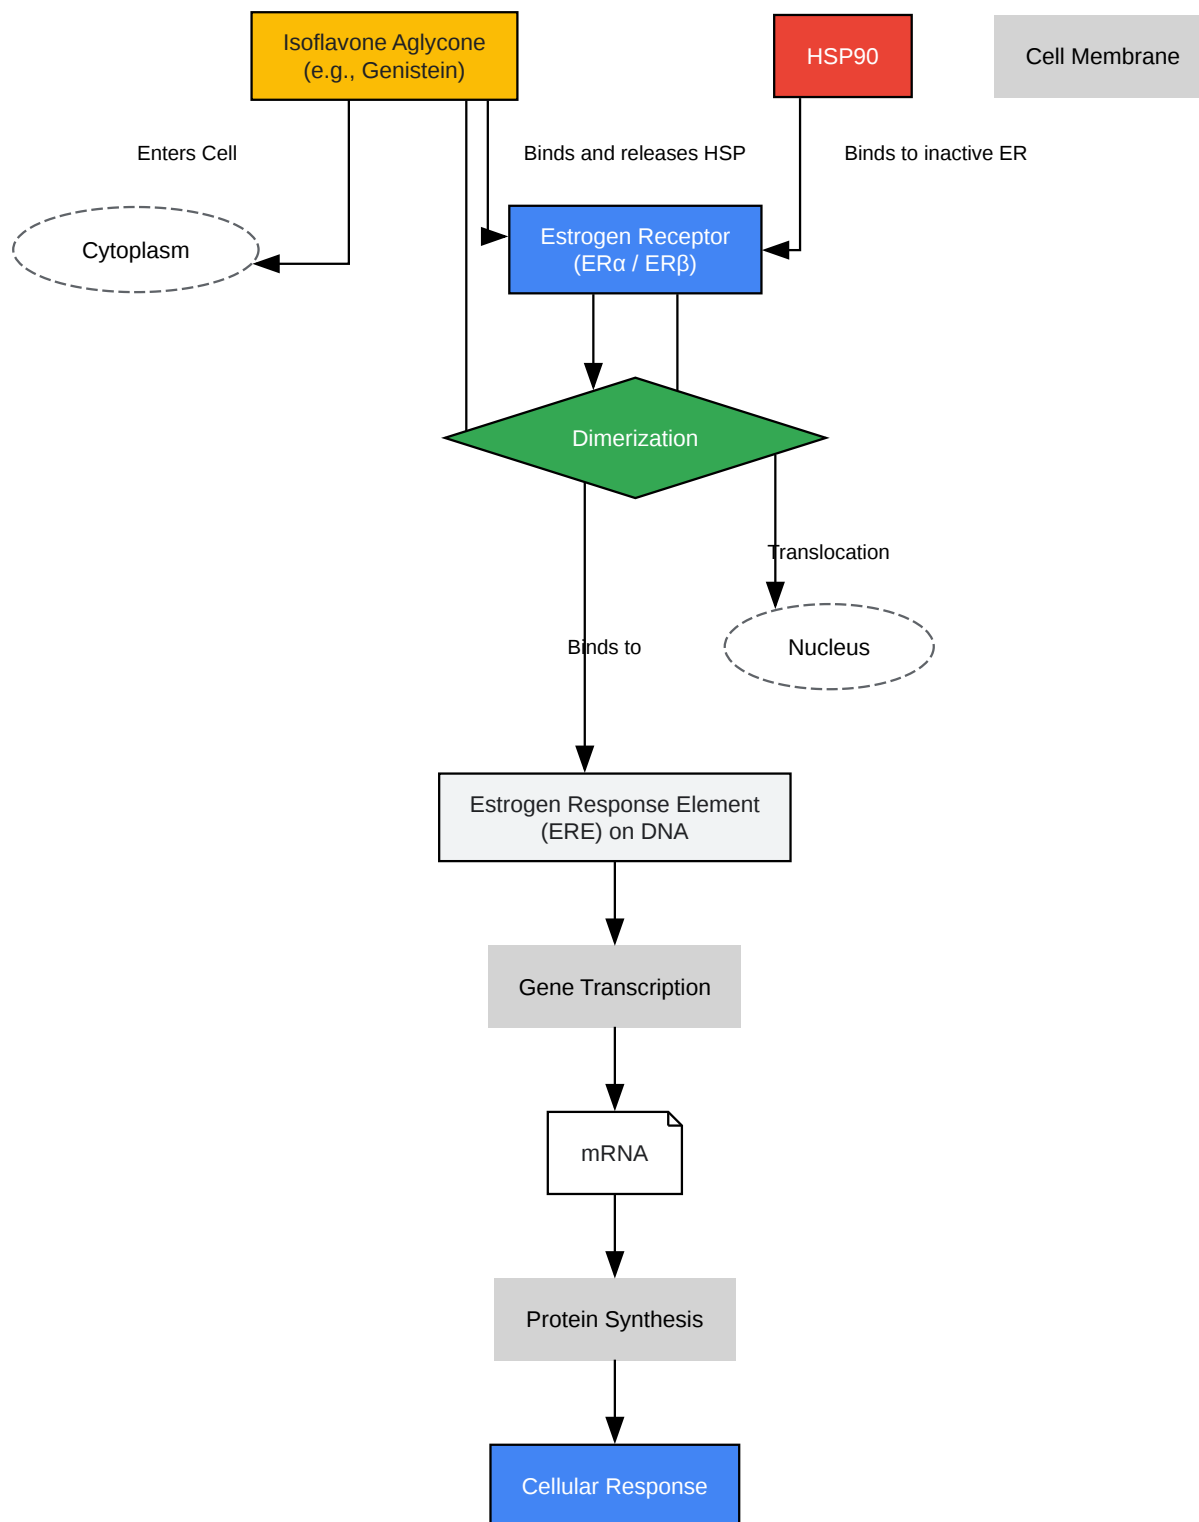 Isoflavone Aglycone
(e.g., Genistein)
HSP90
Cell Membrane
Enters Cell
Binds and releases HSP
Binds to inactive ER
Cytoplasm
Estrogen Receptor
(ERα / ERβ)
Dimerization
Translocation
Binds to
Nucleus
Estrogen Response Element
(ERE) on DNA
Gene Transcription
mRNA
Protein Synthesis
Cellular Response